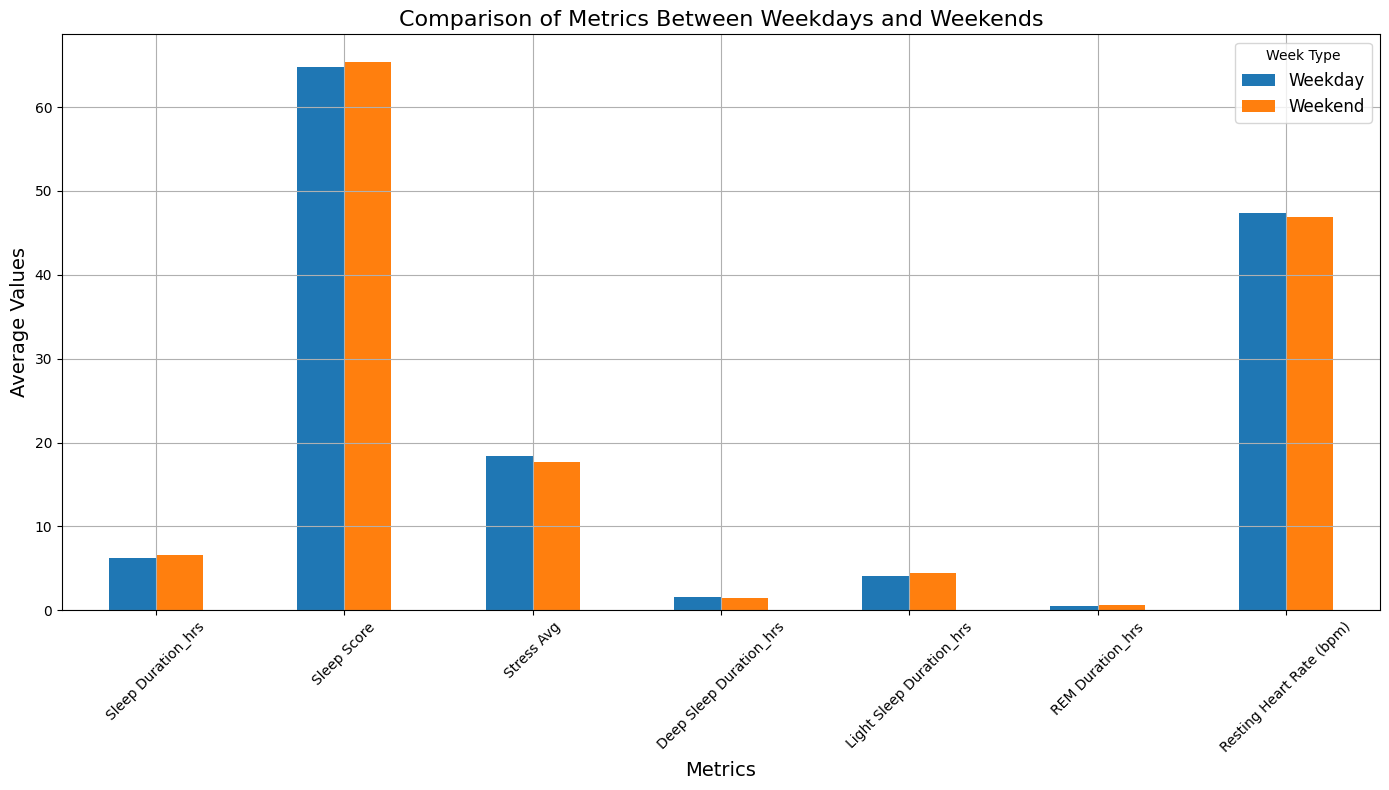 Comparison of Metrics Between Weekdays and Weekends
Week Type
Weekday
Weekend
Average Values
60
50
40
30
20
10
0
Sleep Duration_hrs
Sleep Score
Stress Avg
Deep Sleep Duration_hrs
Light Sleep Duration_hrs
REM Duration_hrs
Resting Heart Rate (bpm)
Metrics